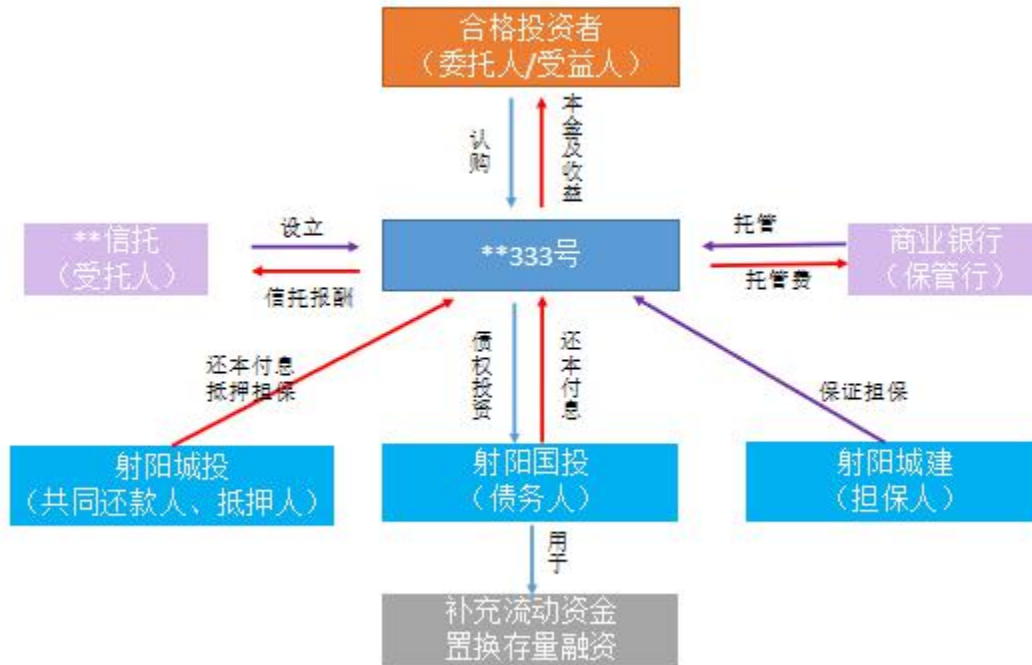 合格投资者
（委托人/受益人）
认购
本金及收益
**信托
（受托人）
设立
信托报酬
**333号
托管
托管费
商业银行
（保管行）
还本付息
抵押担保
债权投资
还本付息
保证担保
射阳城投
（共同还款人、抵押人）
射阳国投
（债务人）
射阳城建
（担保人）
用于
补充流动资金
置换存量融资